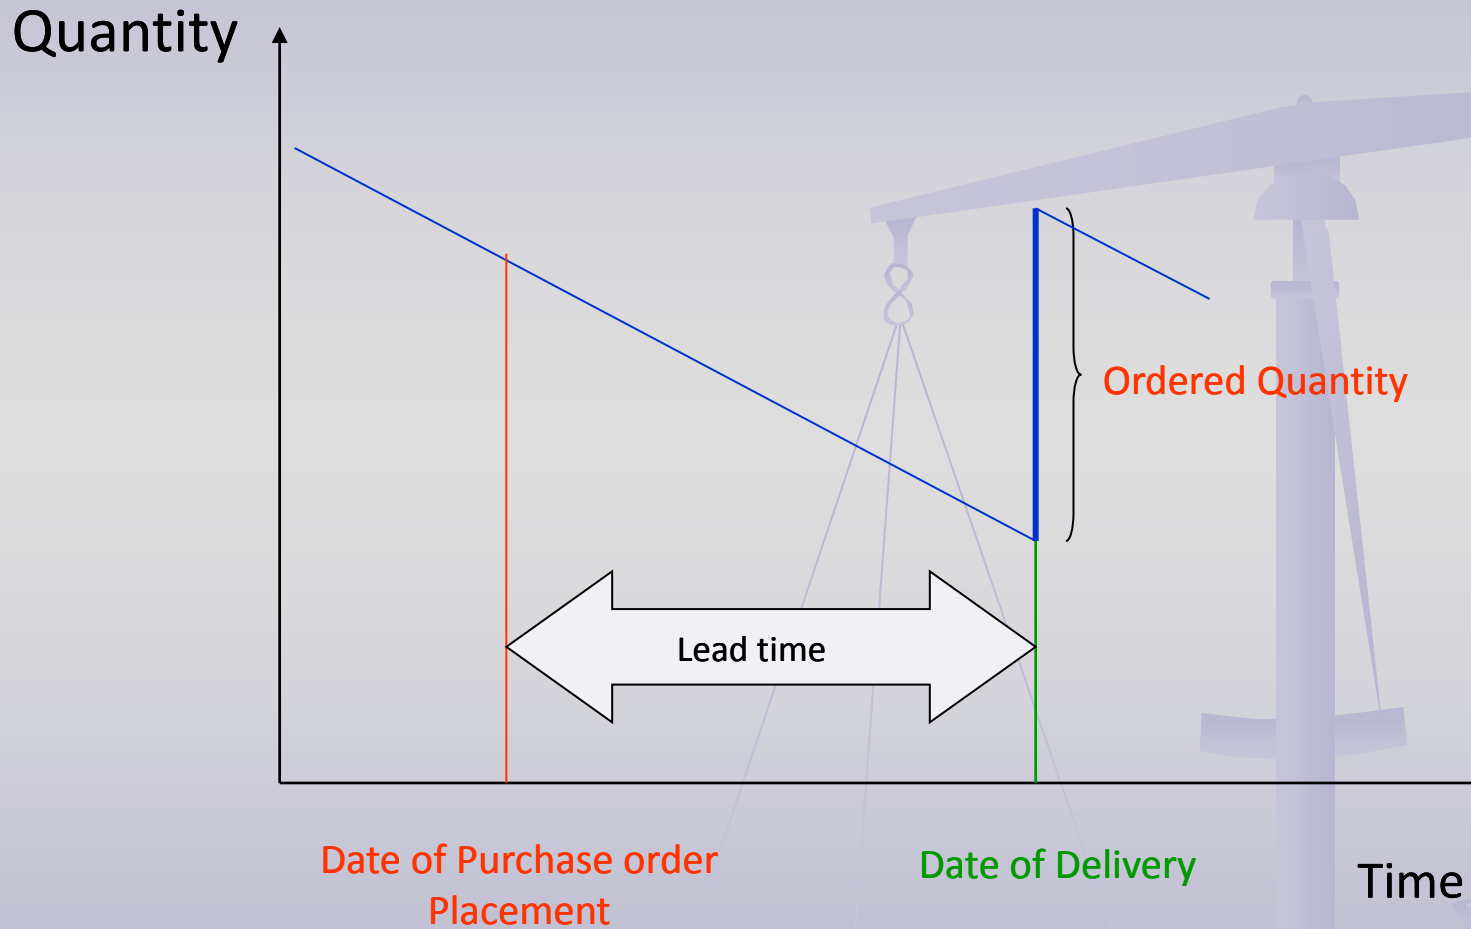 Quantity
Ordered Quantity
Lead time
Date of Purchase order
Placement
Date of Delivery
Time